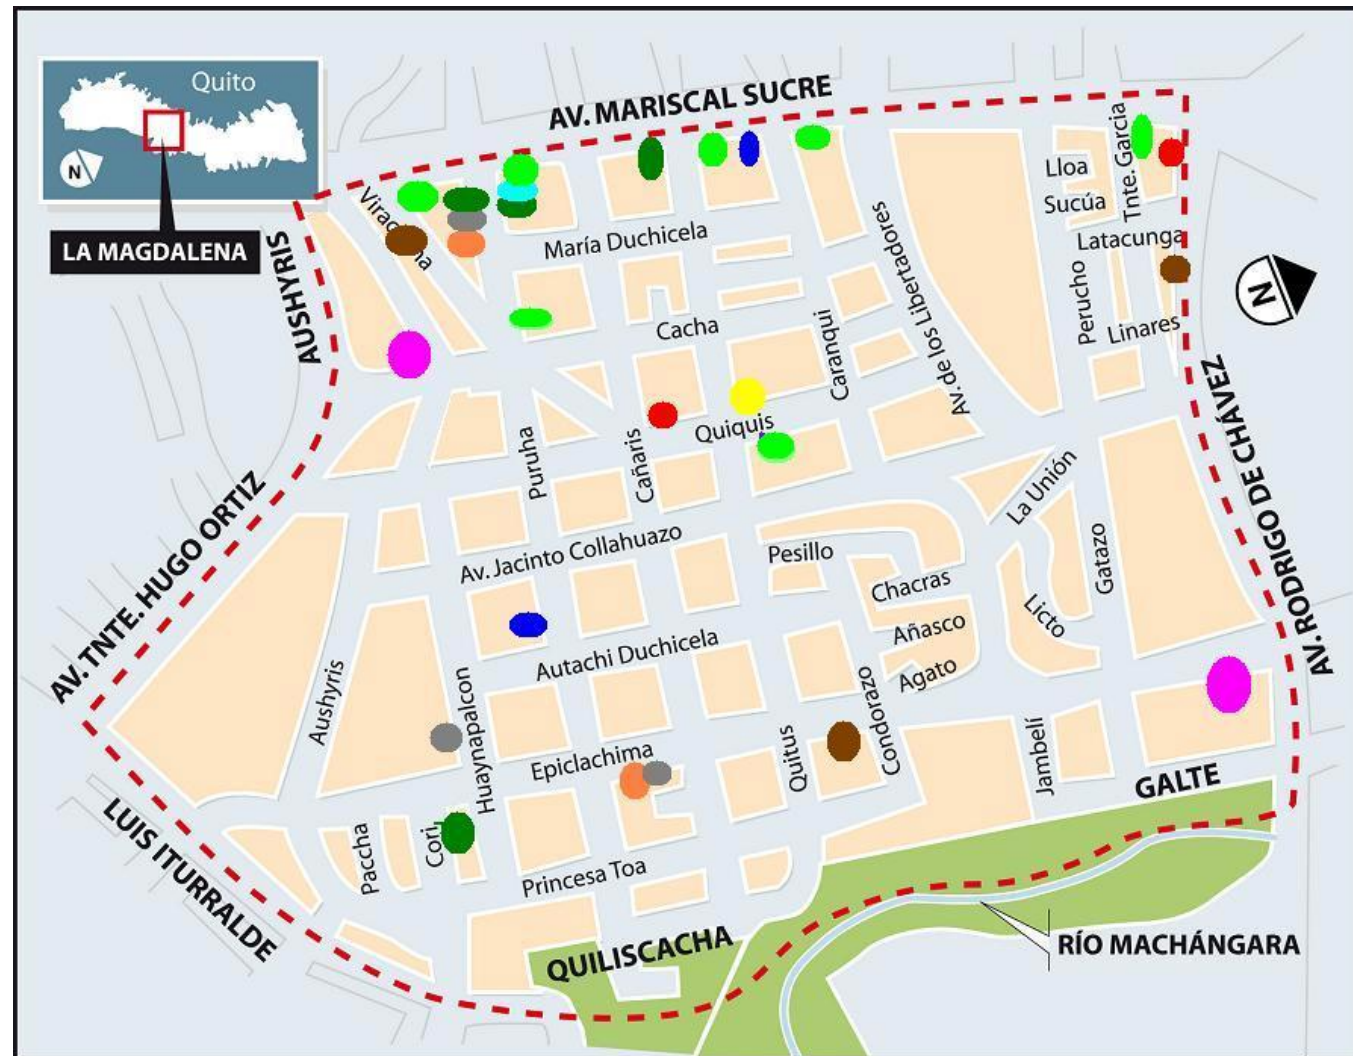 Quito
N
LA MAGDALENA
AV. MARISCAL SUCRE
AUSHYRIS
María Duchicela
Cacha
Quiquis
Caranqui
Av. de los Libertadores
Lloa
Sucúa
Tnte. Garcia
Latacunga
Perucho
Linares
N
AV. RODRIGO DE CHÁVEZ
AV. TNTE. HUGO ORTIZ
Puruha
Cañaris
Av. Jacinto Collahuazo
Pesillo
La Unión
Chacras
Añasco
Agato
Licto
Gatazo
Autachi Duchicela
Aushyris
Huaynapalcon
Epiclachima
Quitus
Condorazo
Jambelí
GALTE
LUIS ITURRALDE
Paccha
Cori
Princesa Toa
QUILISCACHA
RÍO MACHÁNGARA